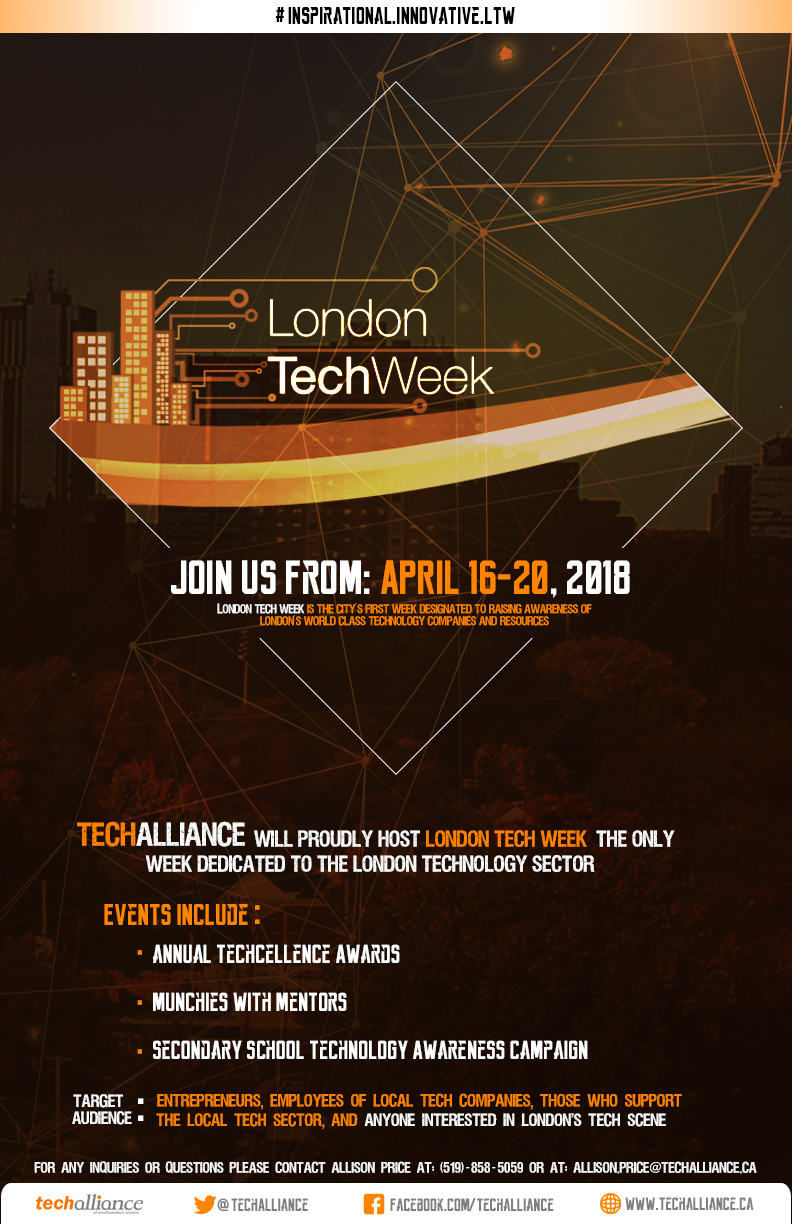 #INSPIRATIONAL.INNOVATIVE.LTW
London
TechWeek
JOIN US FROM: APRIL 16-20, 2018
LONDON TECH WEEK IS THE CITY'S FIRST WEEK DESIGNATED TO RAISING AWARENESS OF
LONDON'S WORLD CLASS TECHNOLOGY COMPANIES AND RESOURCES
TECHALLIANCE WILL PROUDLY HOST LONDON TECH WEEK THE ONLY
WEEK DEDICATED TO THE LONDON TECHNOLOGY SECTOR
EVENTS INCLUDE :
· ANNUAL TECHCELLENCE AWARDS
· MUNCHIES WITH MENTORS
· SECONDARY SCHOOL TECHNOLOGY AWARENESS CAMPAIGN
TARGET AUDIENCE : ENTREPRENEURS, EMPLOYEES OF LOCAL TECH COMPANIES, THOSE WHO SUPPORT
THE LOCAL TECH SECTOR, AND ANYONE INTERESTED IN LONDON'S TECH SCENE
FOR ANY INQUIRIES OR QUESTIONS PLEASE CONTACT ALLISON PRICE AT: (519)-858-5059 OR AT: ALLISON.PRICE@TECHALLIANCE.CA
techalliance
of southwestern ontario
@TECHALLIANCE
FACEBOOK.COM/TECHALLIANCE
WWW.TECHALLIANCE.CA